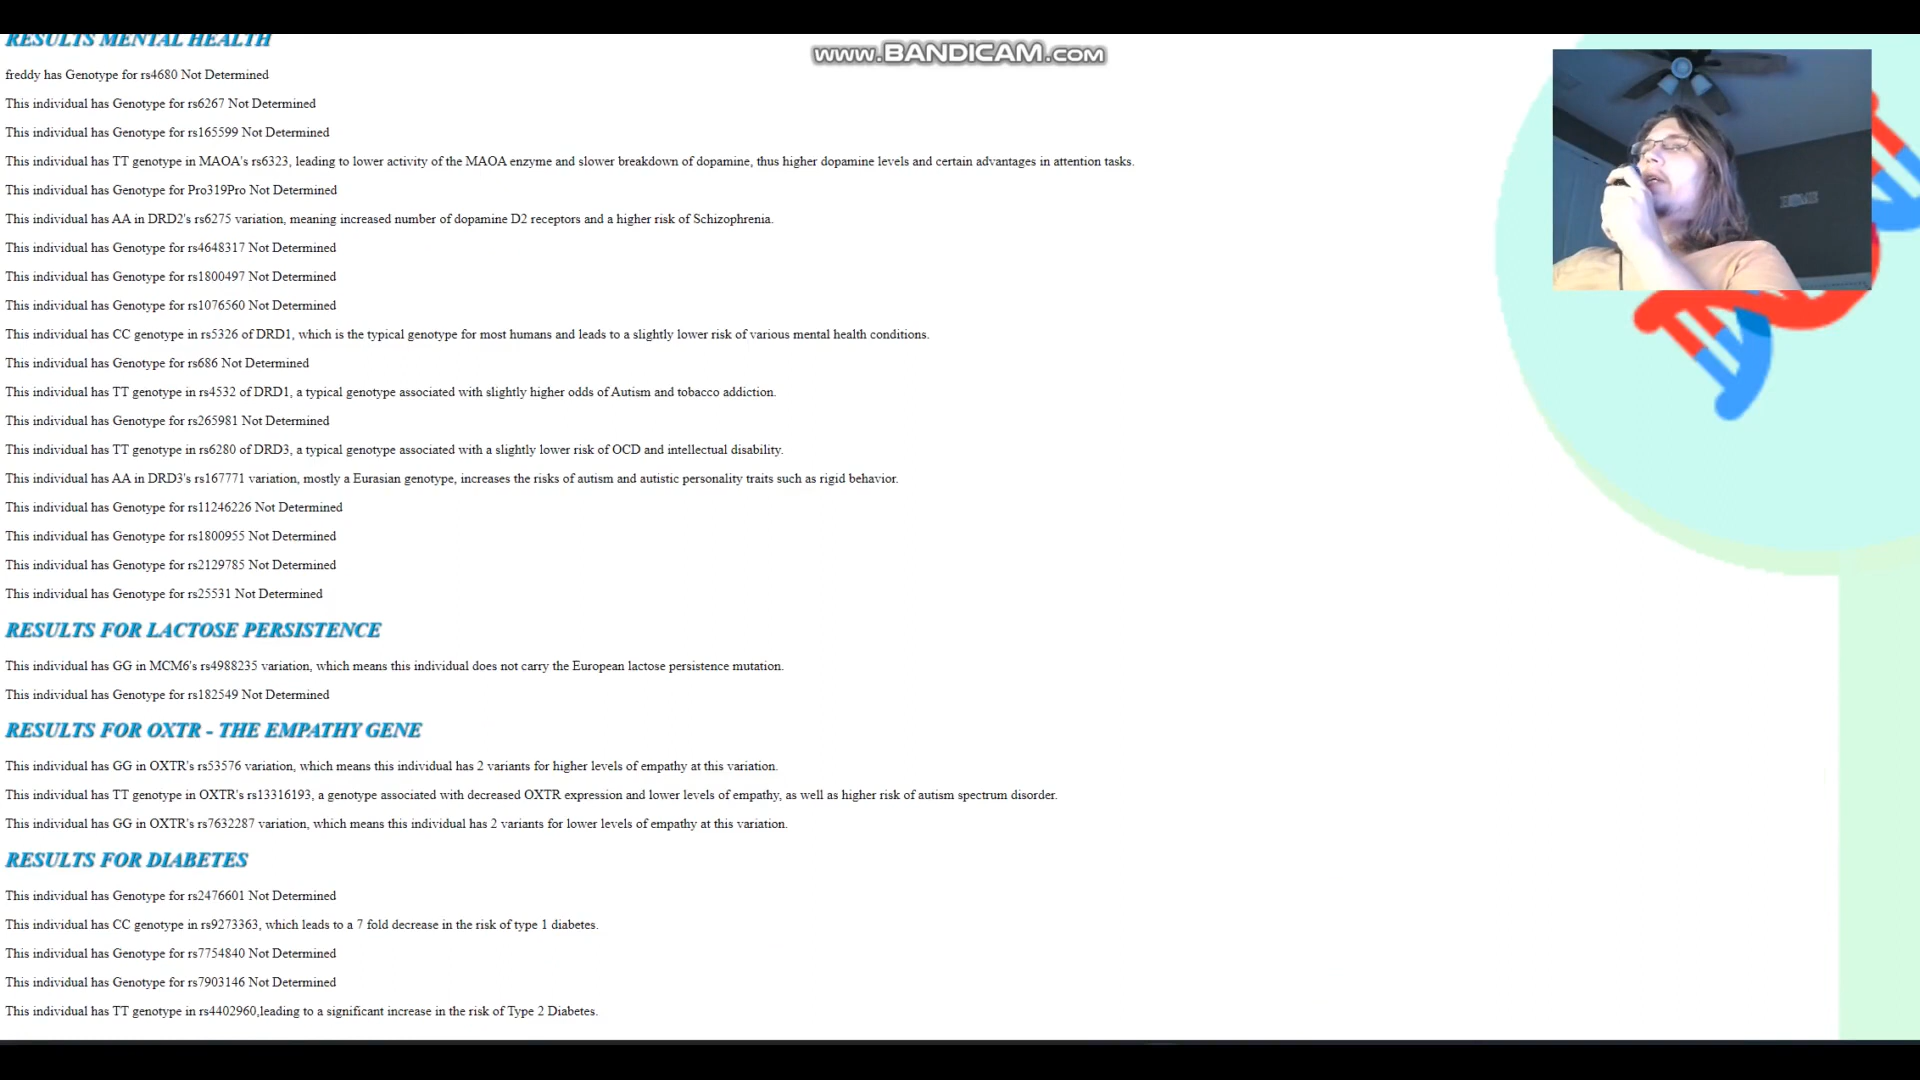 RESULTS MENTAL HEALTH
www.BANDICAM.com
freddy has Genotype for rs4680 Not Determined
This individual has Genotype for rs6267 Not Determined
This individual has Genotype for rs165599 Not Determined
This individual has TT genotype in MAOA's rs6323, leading to lower activity of the MAOA enzyme and slower breakdown of dopamine, thus higher dopamine levels and certain advantages in attention tasks.
This individual has Genotype for Pro319Pro Not Determined
This individual has AA in DRD2's rs6275 variation, meaning increased number of dopamine D2 receptors and a higher risk of Schizophrenia.
This individual has Genotype for rs4648317 Not Determined
This individual has Genotype for rs1800497 Not Determined
This individual has Genotype for rs1076560 Not Determined
This individual has CC genotype in rs5326 of DRD1, which is the typical genotype for most humans and leads to a slightly lower risk of various mental health conditions.
This individual has Genotype for rs686 Not Determined
This individual has TT genotype in rs4532 of DRD1, a typical genotype associated with slightly higher odds of Autism and tobacco addiction.
This individual has Genotype for rs265981 Not Determined
This individual has TT genotype in rs6280 of DRD3, a typical genotype associated with a slightly lower risk of OCD and intellectual disability.
This individual has AA in DRD3's rs167771 variation, mostly a Eurasian genotype, increases the risks of autism and autistic personality traits such as rigid behavior.
This individual has Genotype for rs11246226 Not Determined
This individual has Genotype for rs1800955 Not Determined
This individual has Genotype for rs2129785 Not Determined
This individual has Genotype for rs25531 Not Determined
RESULTS FOR LACTOSE PERSISTENCE
This individual has GG in MCM6's rs4988235 variation, which means this individual does not carry the European lactose persistence mutation.
This individual has Genotype for rs182549 Not Determined
RESULTS FOR OXTR - THE EMPATHY GENE
This individual has GG in OXTR's rs53576 variation, which means this individual has 2 variants for higher levels of empathy at this variation.
This individual has TT genotype in OXTR's rs13316193, a genotype associated with decreased OXTR expression and lower levels of empathy, as well as higher risk of autism spectrum disorder.
This individual has GG in OXTR's rs7632287 variation, which means this individual has 2 variants for lower levels of empathy at this variation.
RESULTS FOR DIABETES
This individual has Genotype for rs2476601 Not Determined
This individual has CC genotype in rs9273363, which leads to a 7 fold decrease in the risk of type 1 diabetes.
This individual has Genotype for rs7754840 Not Determined
This individual has Genotype for rs7903146 Not Determined
This individual has TT genotype in rs4402960,leading to a significant increase in the risk of Type 2 Diabetes.